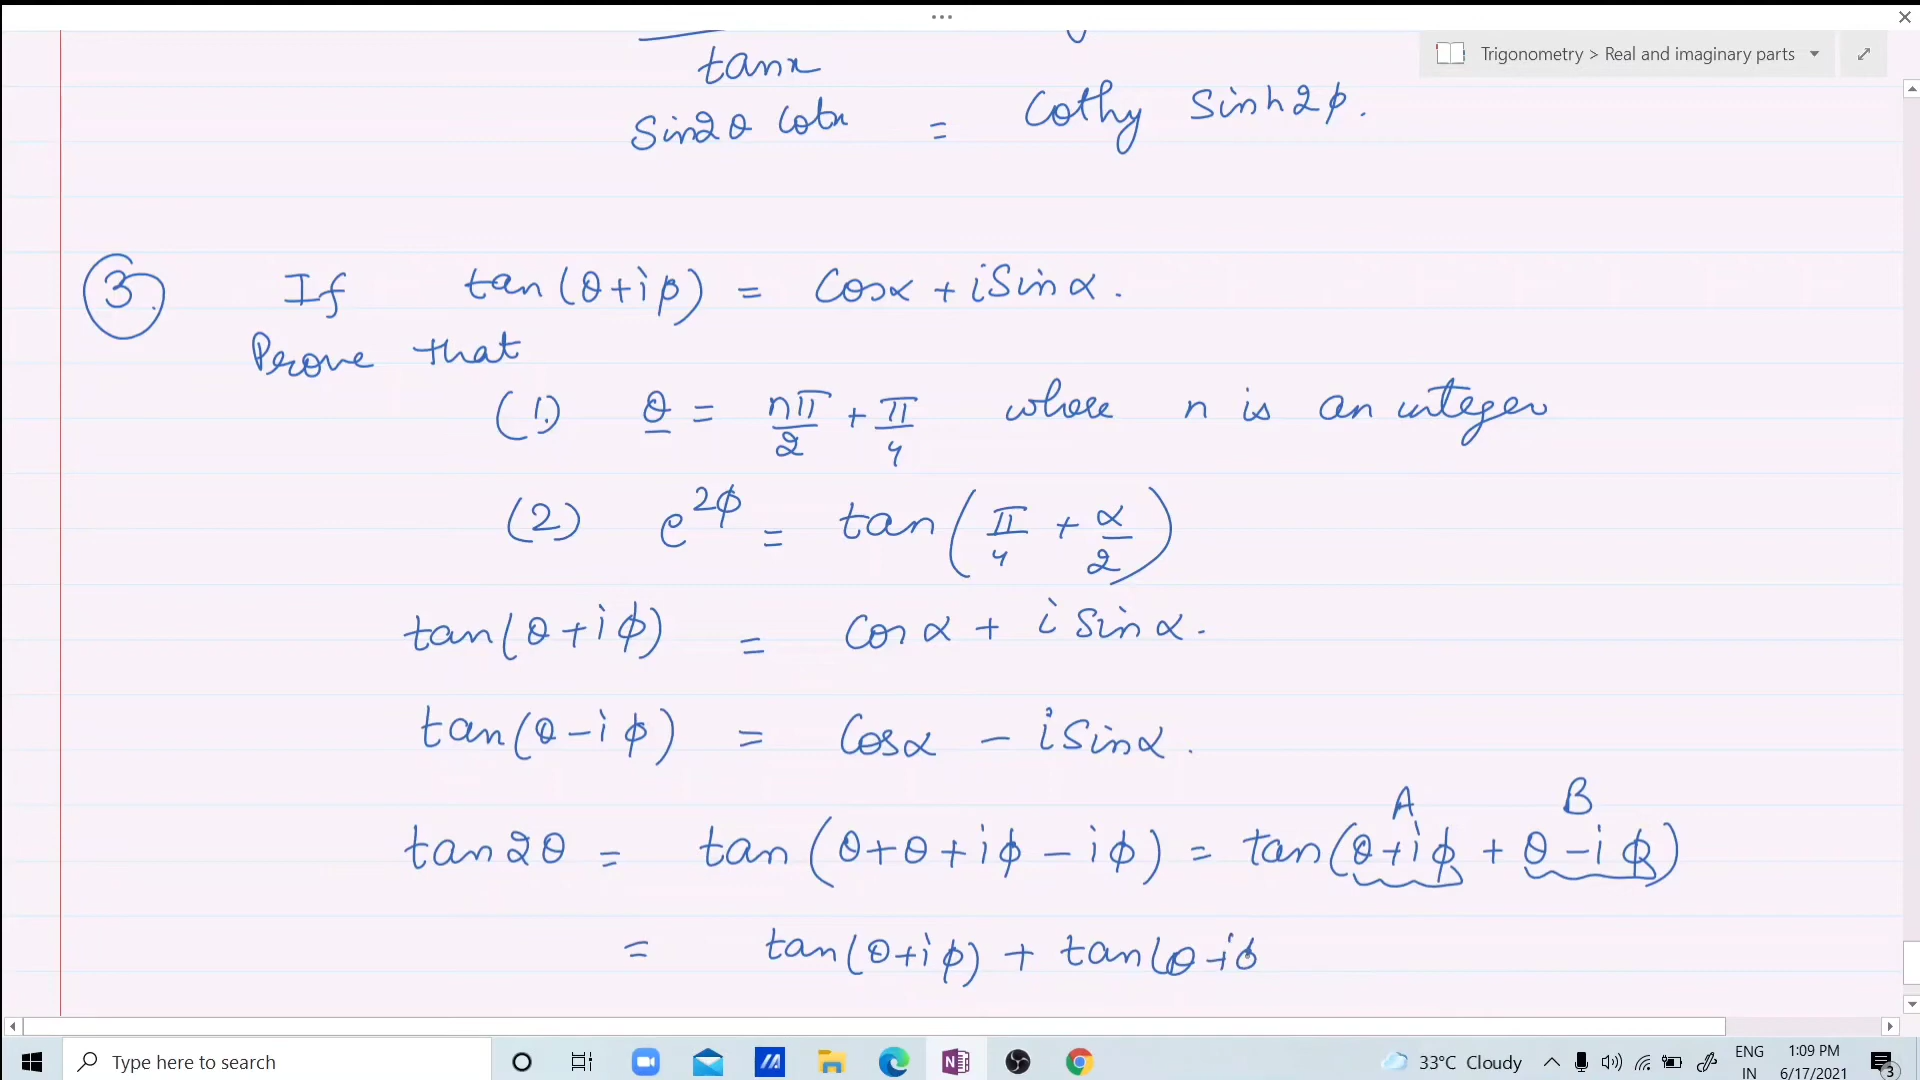 ...
Trigonometry > Real and imaginary parts
tanx
Sin2θ Cotx = Cothy Sinh2ϕ.
3. If tan(θ+iϕ) = Cosα + iSinα.
Prove that
(1.) θ = nπ/2 + π/4 where n is an integer
(2) e^2ϕ = tan(π/4 + α/2)
tan(θ+iϕ) = Cosα + iSinα.
tan(θ-iϕ) = Cosα - iSinα.
A B
tan2θ = tan(θ+θ+iϕ-iϕ) = tan(θ+iϕ + θ-iϕ)
= tan(θ+iϕ) + tan(θ-iϕ
Type here to search
33°C Cloudy
ENG
IN
1:09 PM
6/17/2021
3